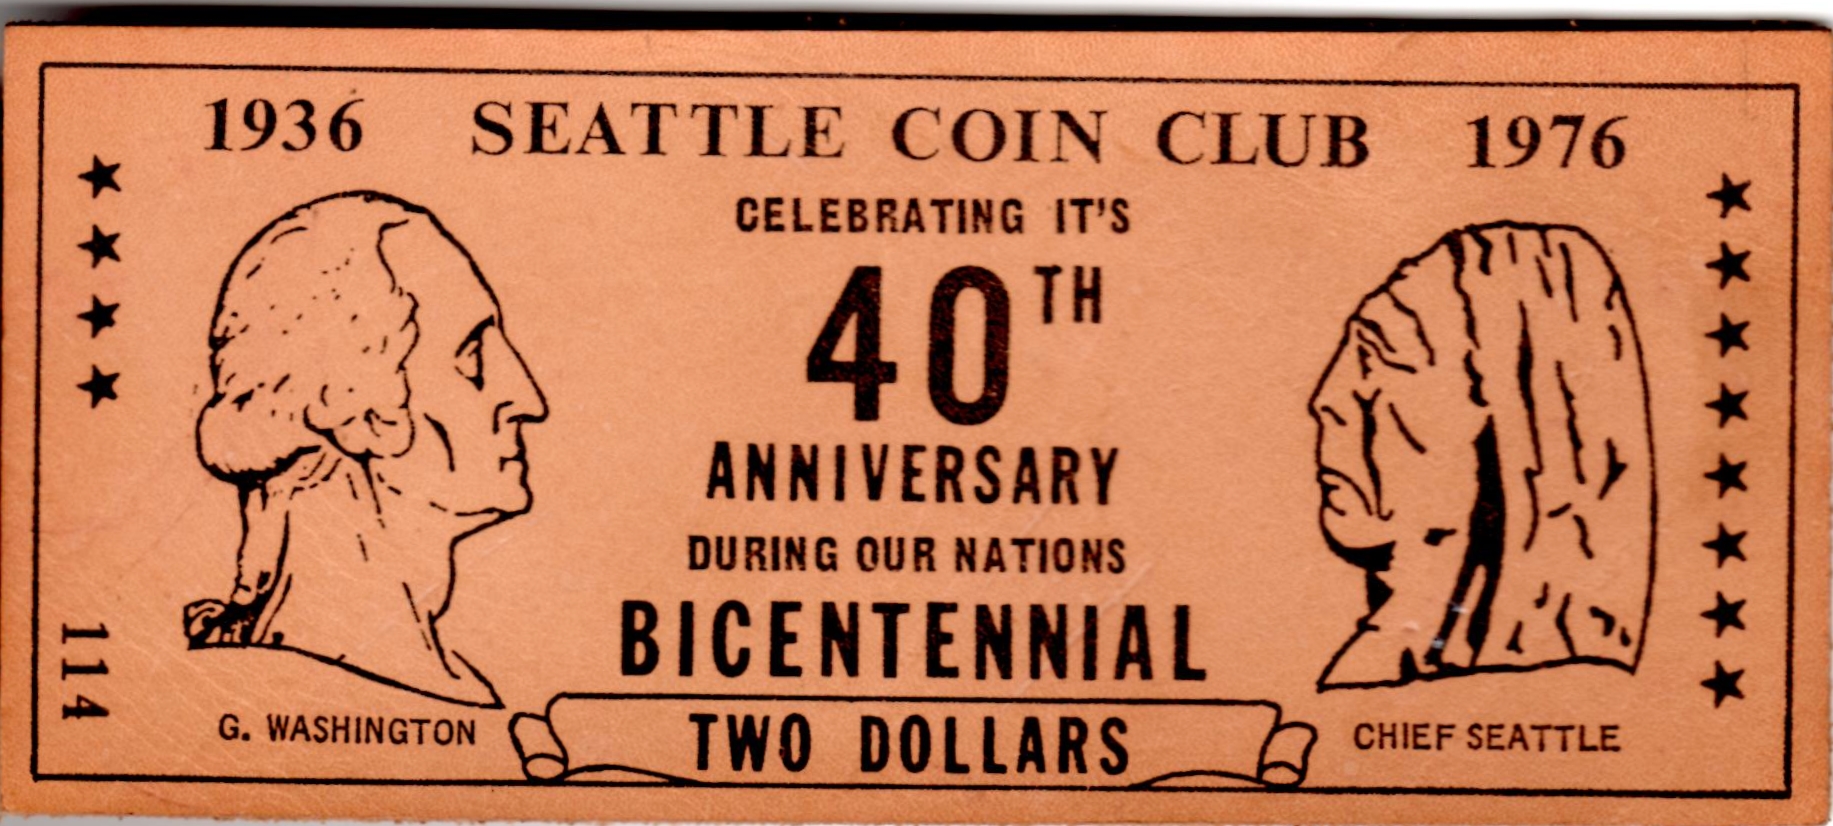 1936 SEATTLE COIN CLUB 1976
CELEBRATING IT'S
40TH
ANNIVERSARY
DURING OUR NATIONS
BICENTENNIAL
TWO DOLLARS
114
G. WASHINGTON
CHIEF SEATTLE